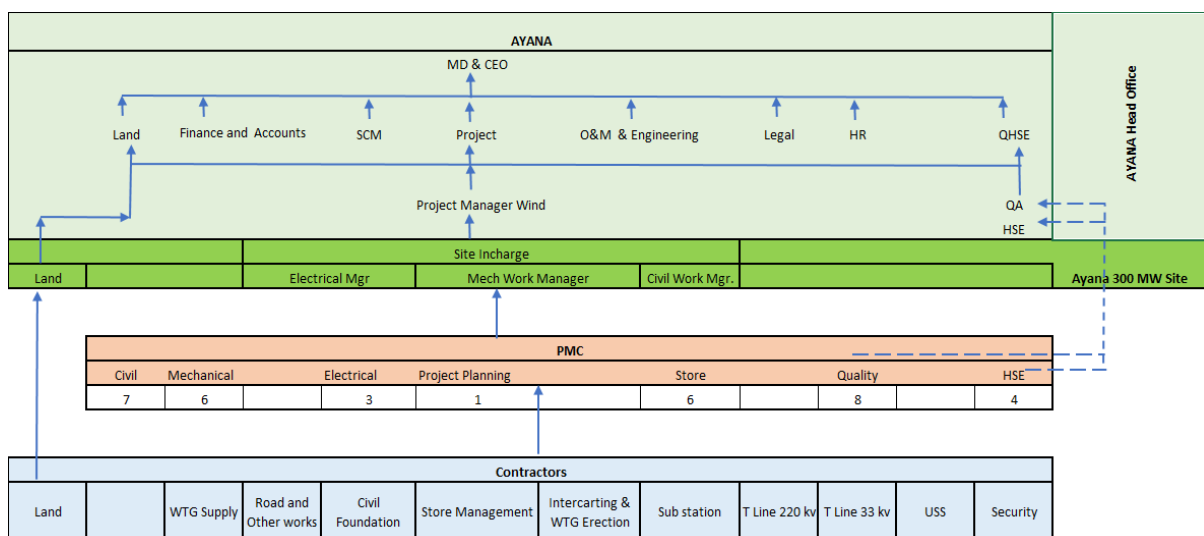 AYANA
MD & CEO
Land
Finance and Accounts
SCM
Project
O&M & Engineering
Legal
HR
QHSE
Project Manager Wind
QA
HSE
AYANA Head Office
Site Incharge
Land
Electrical Mgr
Mech Work Manager
Civil Work Mgr.
Ayana 300 MW Site
PMC
Civil
Mechanical
Electrical
Project Planning
Store
Quality
HSE
7
6
3
1
6
8
4
Contractors
Land
WTG Supply
Road and
Other works
Civil
Foundation
Store Management
Intercarting &
WTG Erection
Sub station
T Line 220 kv
T Line 33 kv
USS
Security